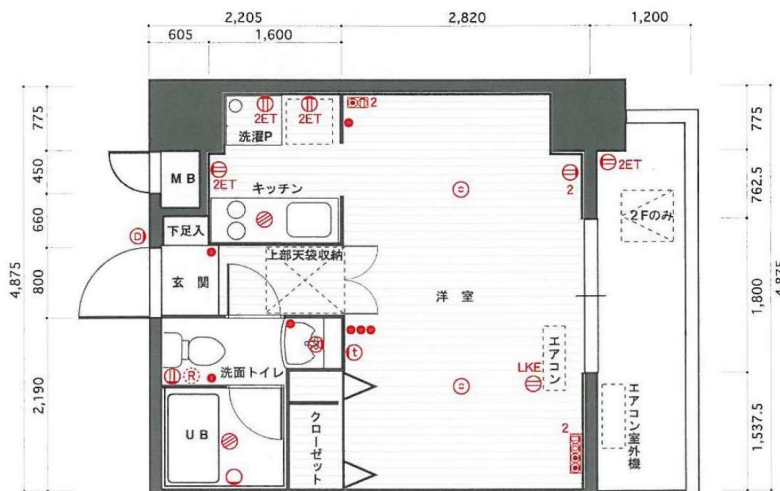 2,205
2,820
1,200
605
1,600
775
450
660
800
2,190
4,875
775
762.5
1,800
1,537.5
4,875
2ET
2ET
2
洗濯P
2ET
2
2ET
MB
キッチン
2Fのみ
下足入
D
上部天袋収納
玄関
洋室
t
エアコン
LKE
R
洗面トイレ
エアコン室外機
UB
クローゼット
2